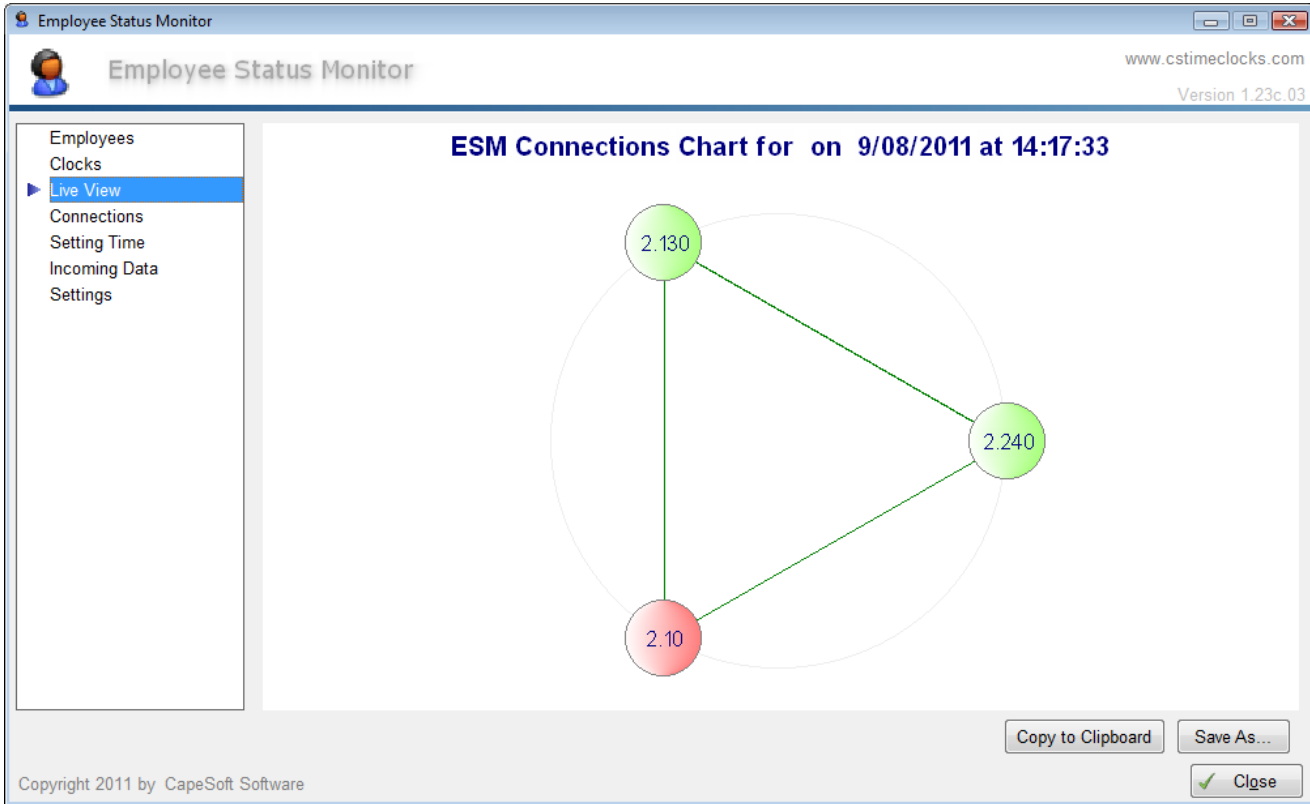 Employee Status Monitor
Employee Status Monitor
www.cstimeclocks.com
Version 1.23c.03
Employees
Clocks
Live View
Connections
Setting Time
Incoming Data
Settings
ESM Connections Chart for on 9/08/2011 at 14:17:33
2.130
2.240
2.10
Copy to Clipboard
Save As...
Copyright 2011 by CapeSoft Software
Close